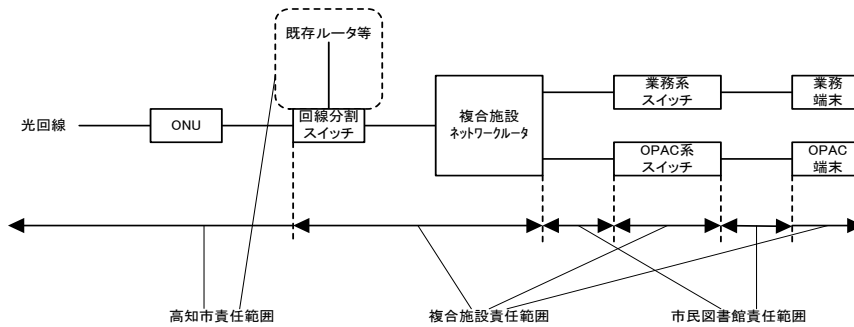 既存ルータ等
光回線
ONU
回線分割
スイッチ
複合施設
ネットワークルータ
業務系
スイッチ
業務
端末
OPAC系
スイッチ
OPAC
端末
高知市責任範囲
複合施設責任範囲
市民図書館責任範囲